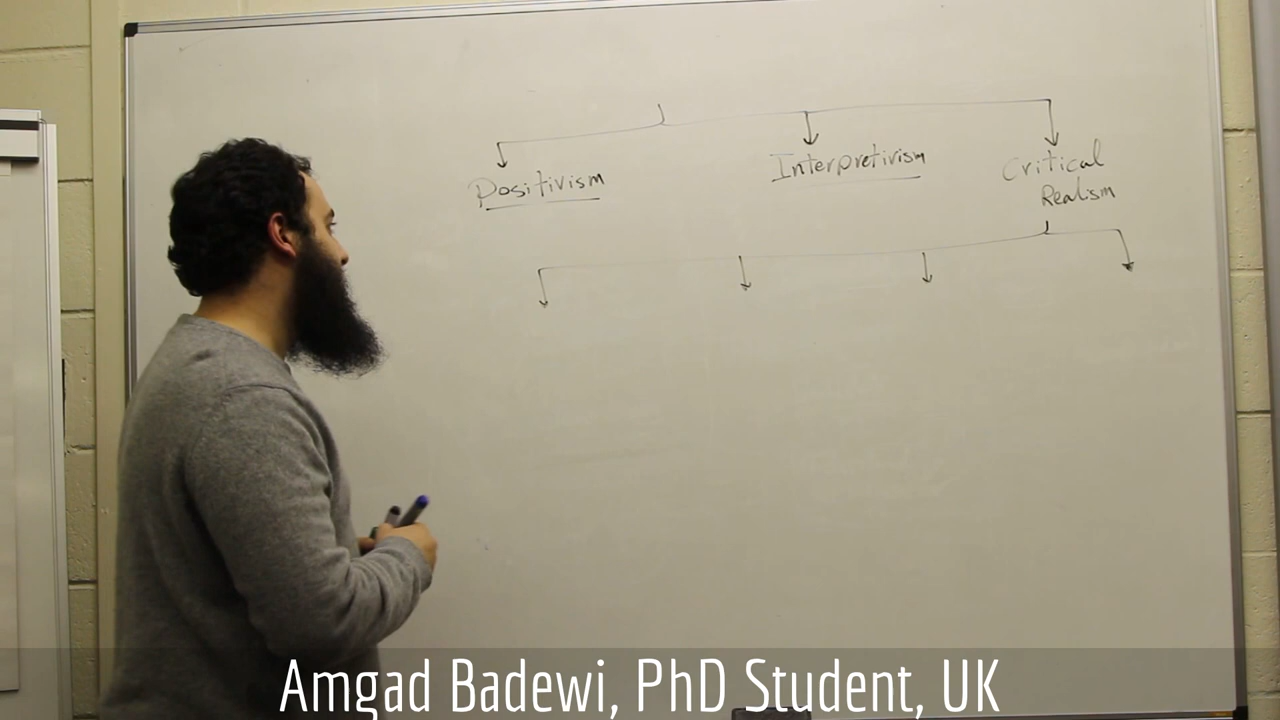 Positivism
Interpretivism
Critical
Realism
Amgad Badewi, PhD Student, UK